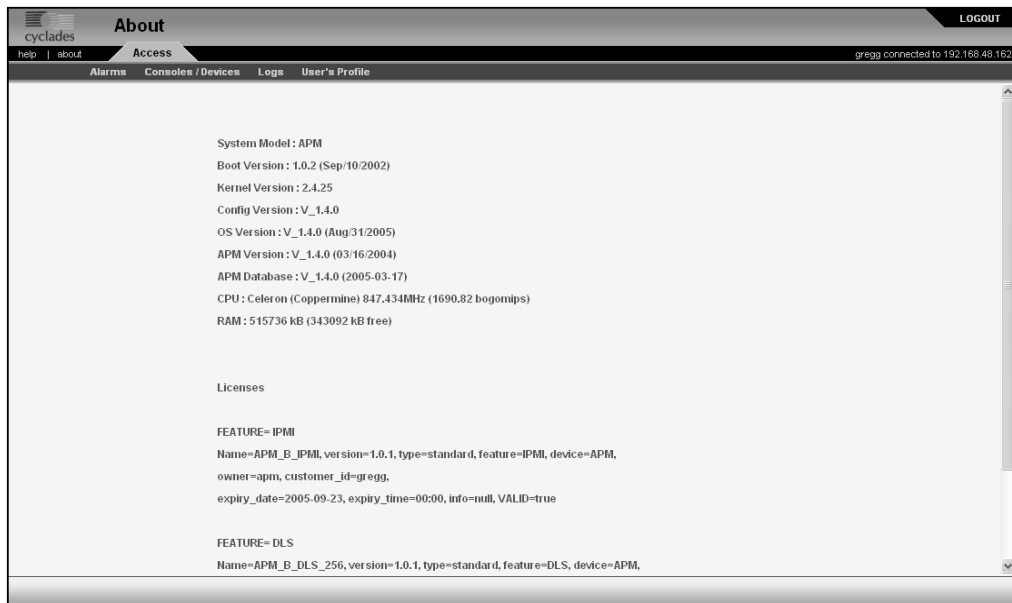 cyclades
About
LOGOUT
help | about
Access
gregg connected to 192.168.48.162
Alarms Consoles / Devices Logs User's Profile
System Model : APM
Boot Version : 1.0.2 (Sep/10/2002)
Kernel Version : 2.4.25
Config Version : V_1.4.0
OS Version : V_1.4.0 (Aug/31/2005)
APM Version : V_1.4.0 (03/16/2004)
APM Database : V_1.4.0 (2005-03-17)
CPU : Celeron (Coppermine) 847.434MHz (1690.82 bogomips)
RAM : 515736 kB (343092 kB free)
Licenses
FEATURE= IPMI
Name=APM_B_IPMI, version=1.0.1, type=standard, feature=IPMI, device=APM,
owner=apm, customer_id=gregg,
expiry_date=2005-09-23, expiry_time=00:00, info=null, VALID=true
FEATURE= DLS
Name=APM_B_DLS_256, version=1.0.1, type=standard, feature=DLS, device=APM,